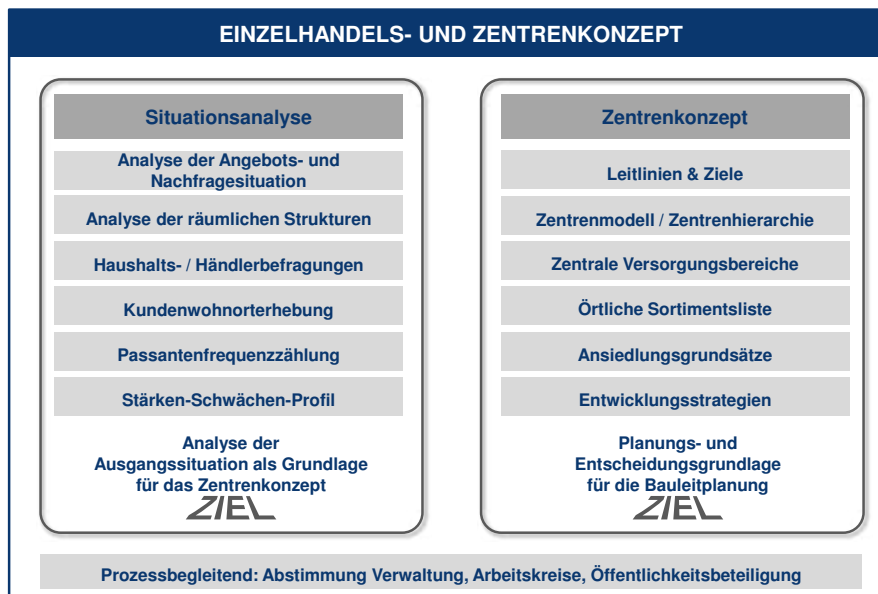 EINZELHANDELS- UND ZENTRENKONZEPT
Situationsanalyse
Analyse der Angebots- und
Nachfragesituation
Analyse der räumlichen Strukturen
Haushalts- / Händlerbefragungen
Kundenwohnorterhebung
Passantenfrequenzzählung
Stärken-Schwächen-Profil
Analyse der
Ausgangssituation als Grundlage
für das Zentrenkonzept
ZIEL
Zentrenkonzept
Leitlinien & Ziele
Zentrenmodell / Zentrenhierarchie
Zentrale Versorgungsbereiche
Örtliche Sortimentsliste
Ansiedlungsgrundsätze
Entwicklungsstrategien
Planungs- und
Entscheidungsgrundlage
für die Bauleitplanung
ZIEL
Prozessbegleitend: Abstimmung Verwaltung, Arbeitskreise, Öffentlichkeitsbeteiligung